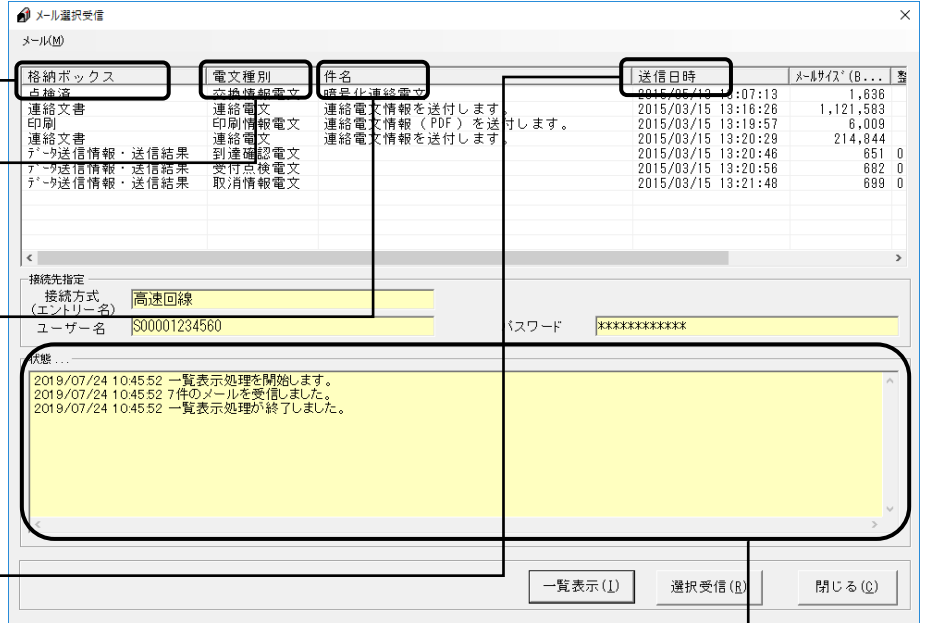 メール選択受信
メール(M)
格納ボックス 電文種別 件名 送信日時 メールサイズ(B... 整
点検済 交換情報電文 暗号化連絡電文 2015/05/13 13:07:13 1,636
連絡文書 連絡電文 連絡電文情報を送付します。 2015/03/15 13:16:26 1,121,583
印刷 印刷情報電文 連絡電文情報(PDF)を送付します。 2015/03/15 13:19:57 6,009
連絡文書 連絡電文 連絡電文情報を送付します。 2015/03/15 13:20:29 214,844
データ送信情報・送信結果 到達確認電文 2015/03/15 13:20:46 651 0
データ送信情報・送信結果 受付点検電文 2015/03/15 13:20:56 682 0
データ送信情報・送信結果 取消情報電文 2015/03/15 13:21:48 699 0
接続先指定
接続方式
(エントリー名) 高速回線
ユーザー名 S00001234560 パスワード ************
状態 ...
2019/07/24 10:45:52 一覧表示処理を開始します。
2019/07/24 10:45:52 7件のメールを受信しました。
2019/07/24 10:45:52 一覧表示処理が終了しました。
一覧表示(I) 選択受信(R) 閉じる(C)